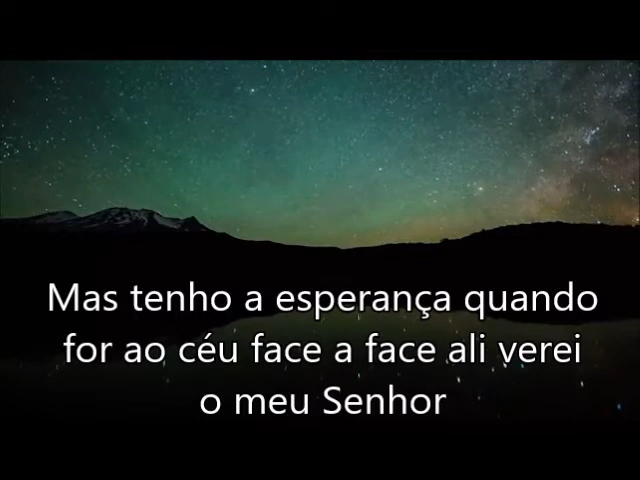 Mas tenho a esperança quando
for ao céu face a face ali verei
o meu Senhor